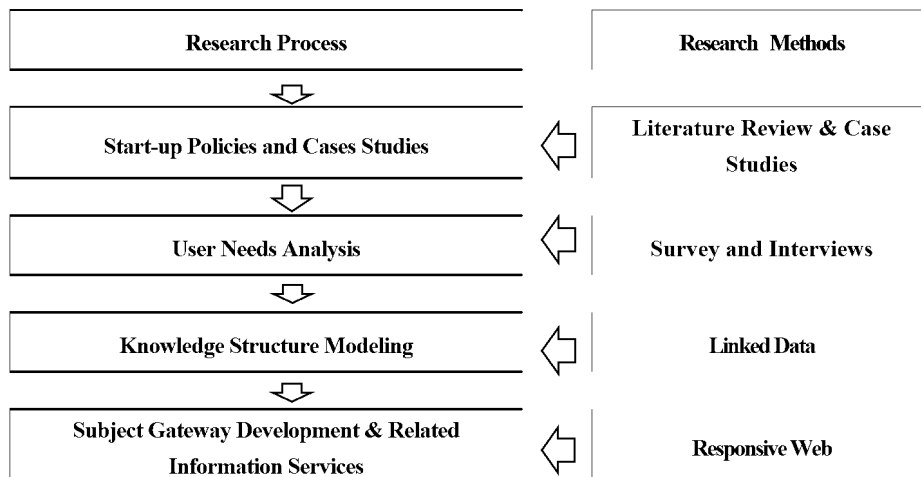 Research Process
Research Methods
Start-up Policies and Cases Studies
Literature Review & Case
Studies
User Needs Analysis
Survey and Interviews
Knowledge Structure Modeling
Linked Data
Subject Gateway Development & Related
Information Services
Responsive Web